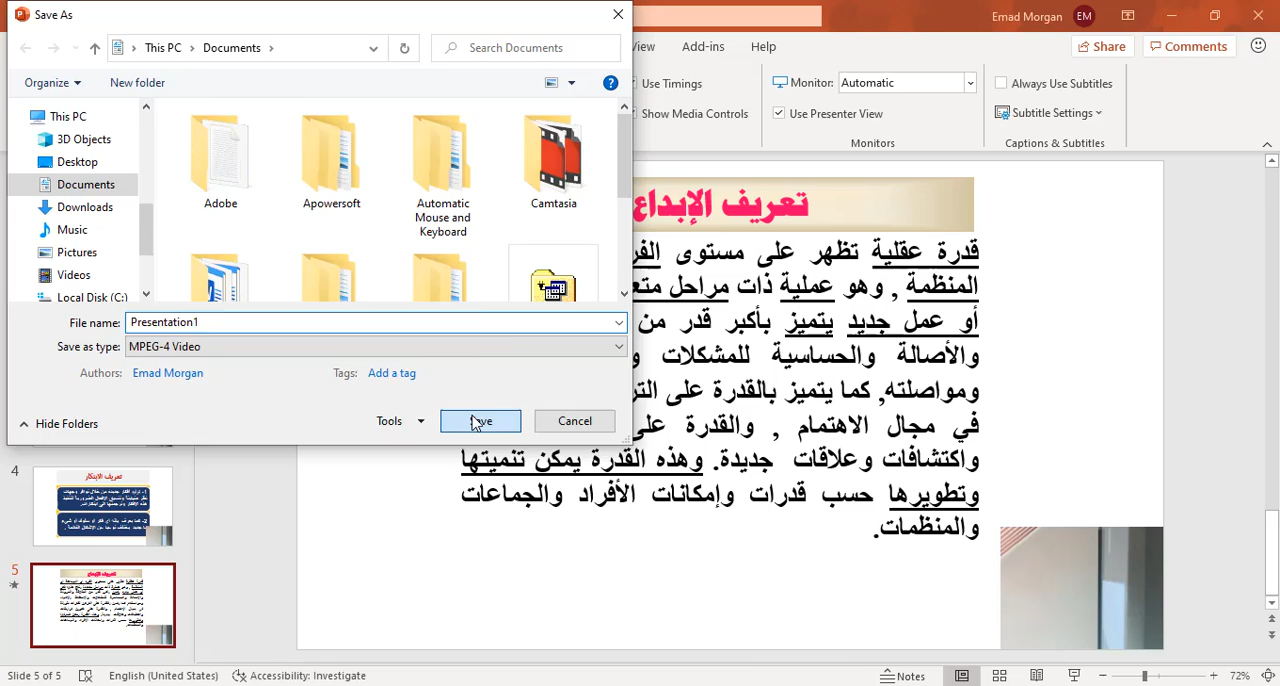 Save As
Emad Morgan EM
This PC > Documents >
Search Documents
View Add-ins Help
Share Comments
Organize New folder
Use Timings
Monitor: Automatic
Always Use Subtitles
Show Media Controls
Use Presenter View
Subtitle Settings
Monitors
Captions & Subtitles
This PC
3D Objects
Desktop
Documents
Downloads
Music
Pictures
Videos
Local Disk (C:)
Adobe
Apowersoft
Automatic
Mouse and
Keyboard
Camtasia
File name: Presentation1
Save as type: MPEG-4 Video
Authors: Emad Morgan
Tags: Add a tag
Hide Folders
Tools
Save
Cancel
تعريف الإبداع
قدرة عقلية تظهر على مستوى
المنظمة , وهو عملية ذات مراحل
أو عمل جديد يتميز بأكبر قدر من
والأصالة والحساسية للمشكلات
ومواصلته, كما يتميز بالقدرة على
في مجال الاهتمام , والقدرة على
واكتشافات وعلاقات جديدة. وهذه القدرة يمكن تنميتها
وتطويرها حسب قدرات وإمكانات الأفراد والجماعات
والمنظمات.
4
تعريف الابتكار
5
تعريف الإبداع
Slide 5 of 5
English (United States)
Accessibility: Investigate
Notes
72%